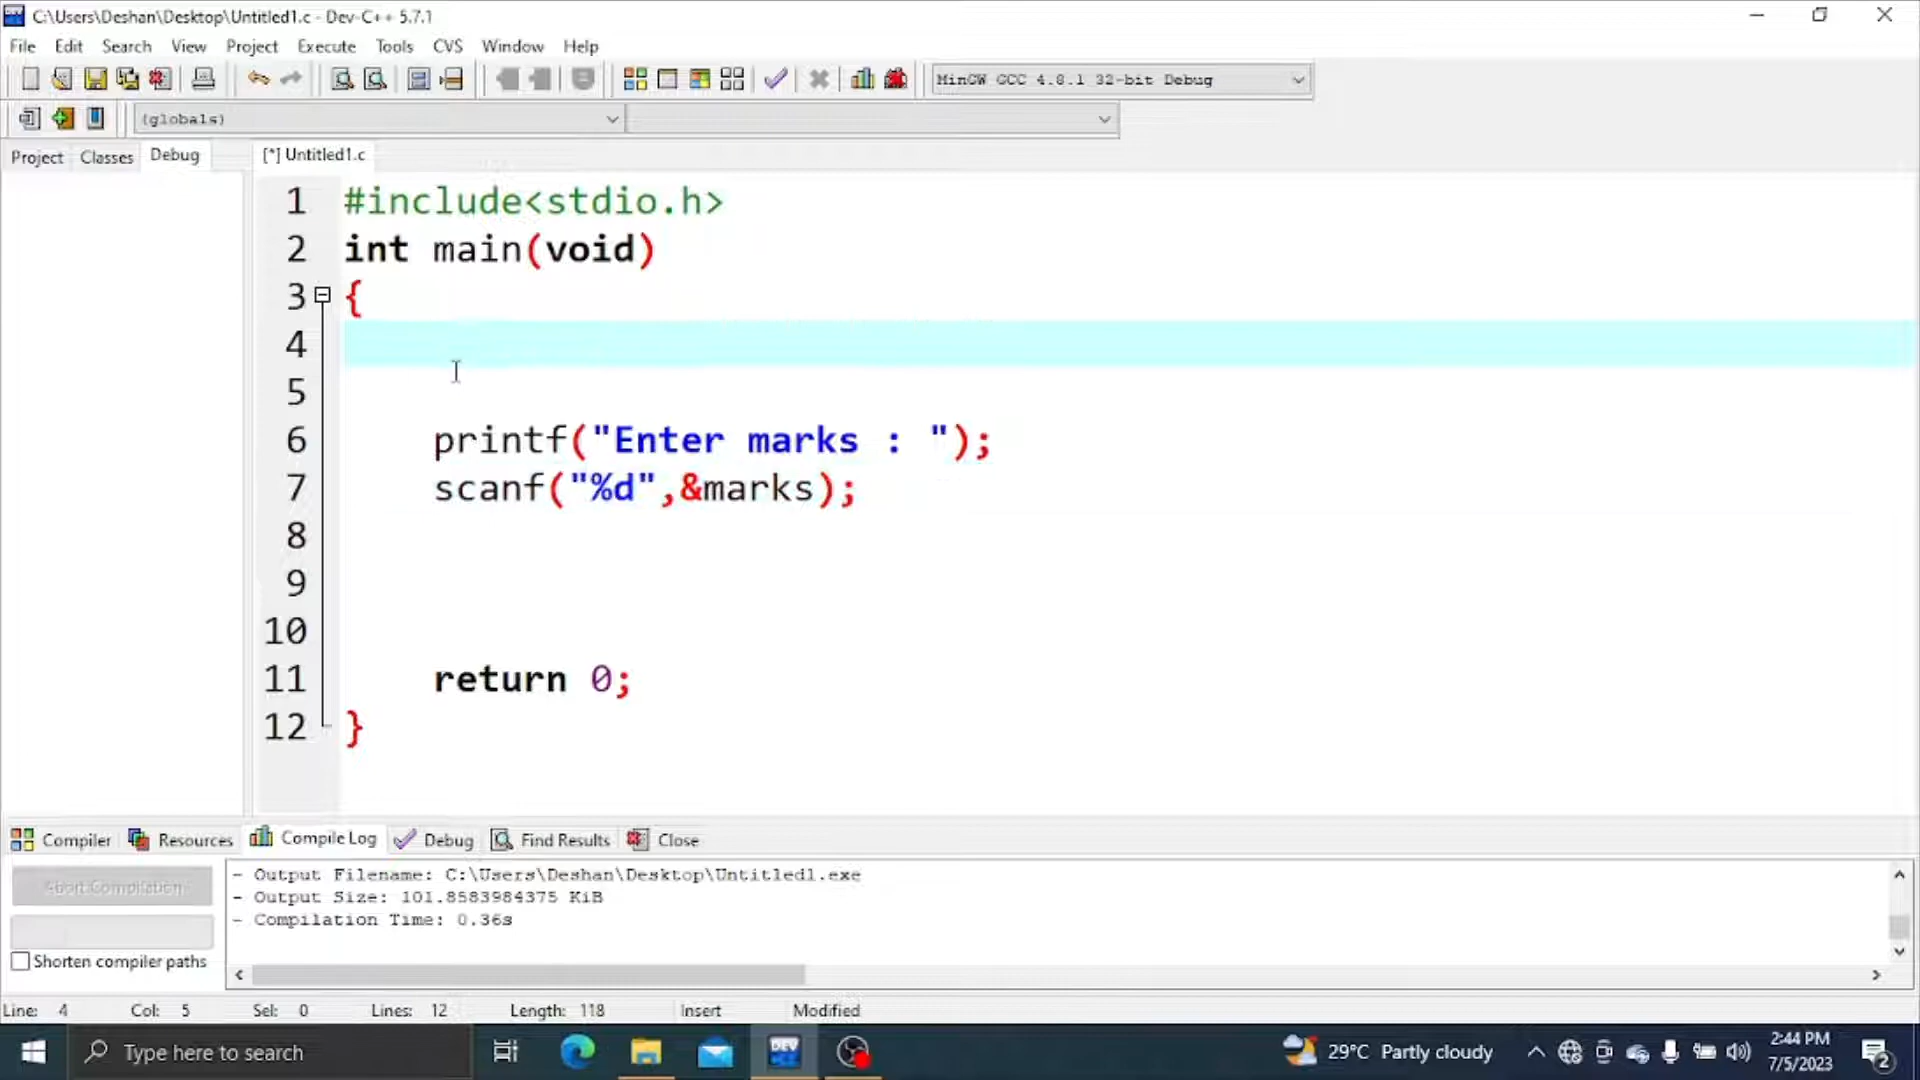 C:\Users\Deshan\Desktop\Untitled1.c - Dev-C++ 5.7.1
File Edit Search View Project Execute Tools CVS Window Help
MinGW GCC 4.8.1 32-bit Debug
(globals)
Project Classes Debug [*] Untitled1.c
1 #include<stdio.h>
2 int main(void)
3 {
4
5
6 printf("Enter marks : ");
7 scanf("%d",&marks);
8
9
10
11 return 0;
12 }
Compiler Resources Compile Log Debug Find Results Close
Abort Compilation
Shorten compiler paths
- Output Filename: C:\Users\Deshan\Desktop\Untitled1.exe
- Output Size: 101.8583984375 KiB
- Compilation Time: 0.36s
Line: 4 Col: 5 Sel: 0 Lines: 12 Length: 118 Insert Modified
Type here to search
DEV
29°C Partly cloudy
2:44 PM
7/5/2023
2